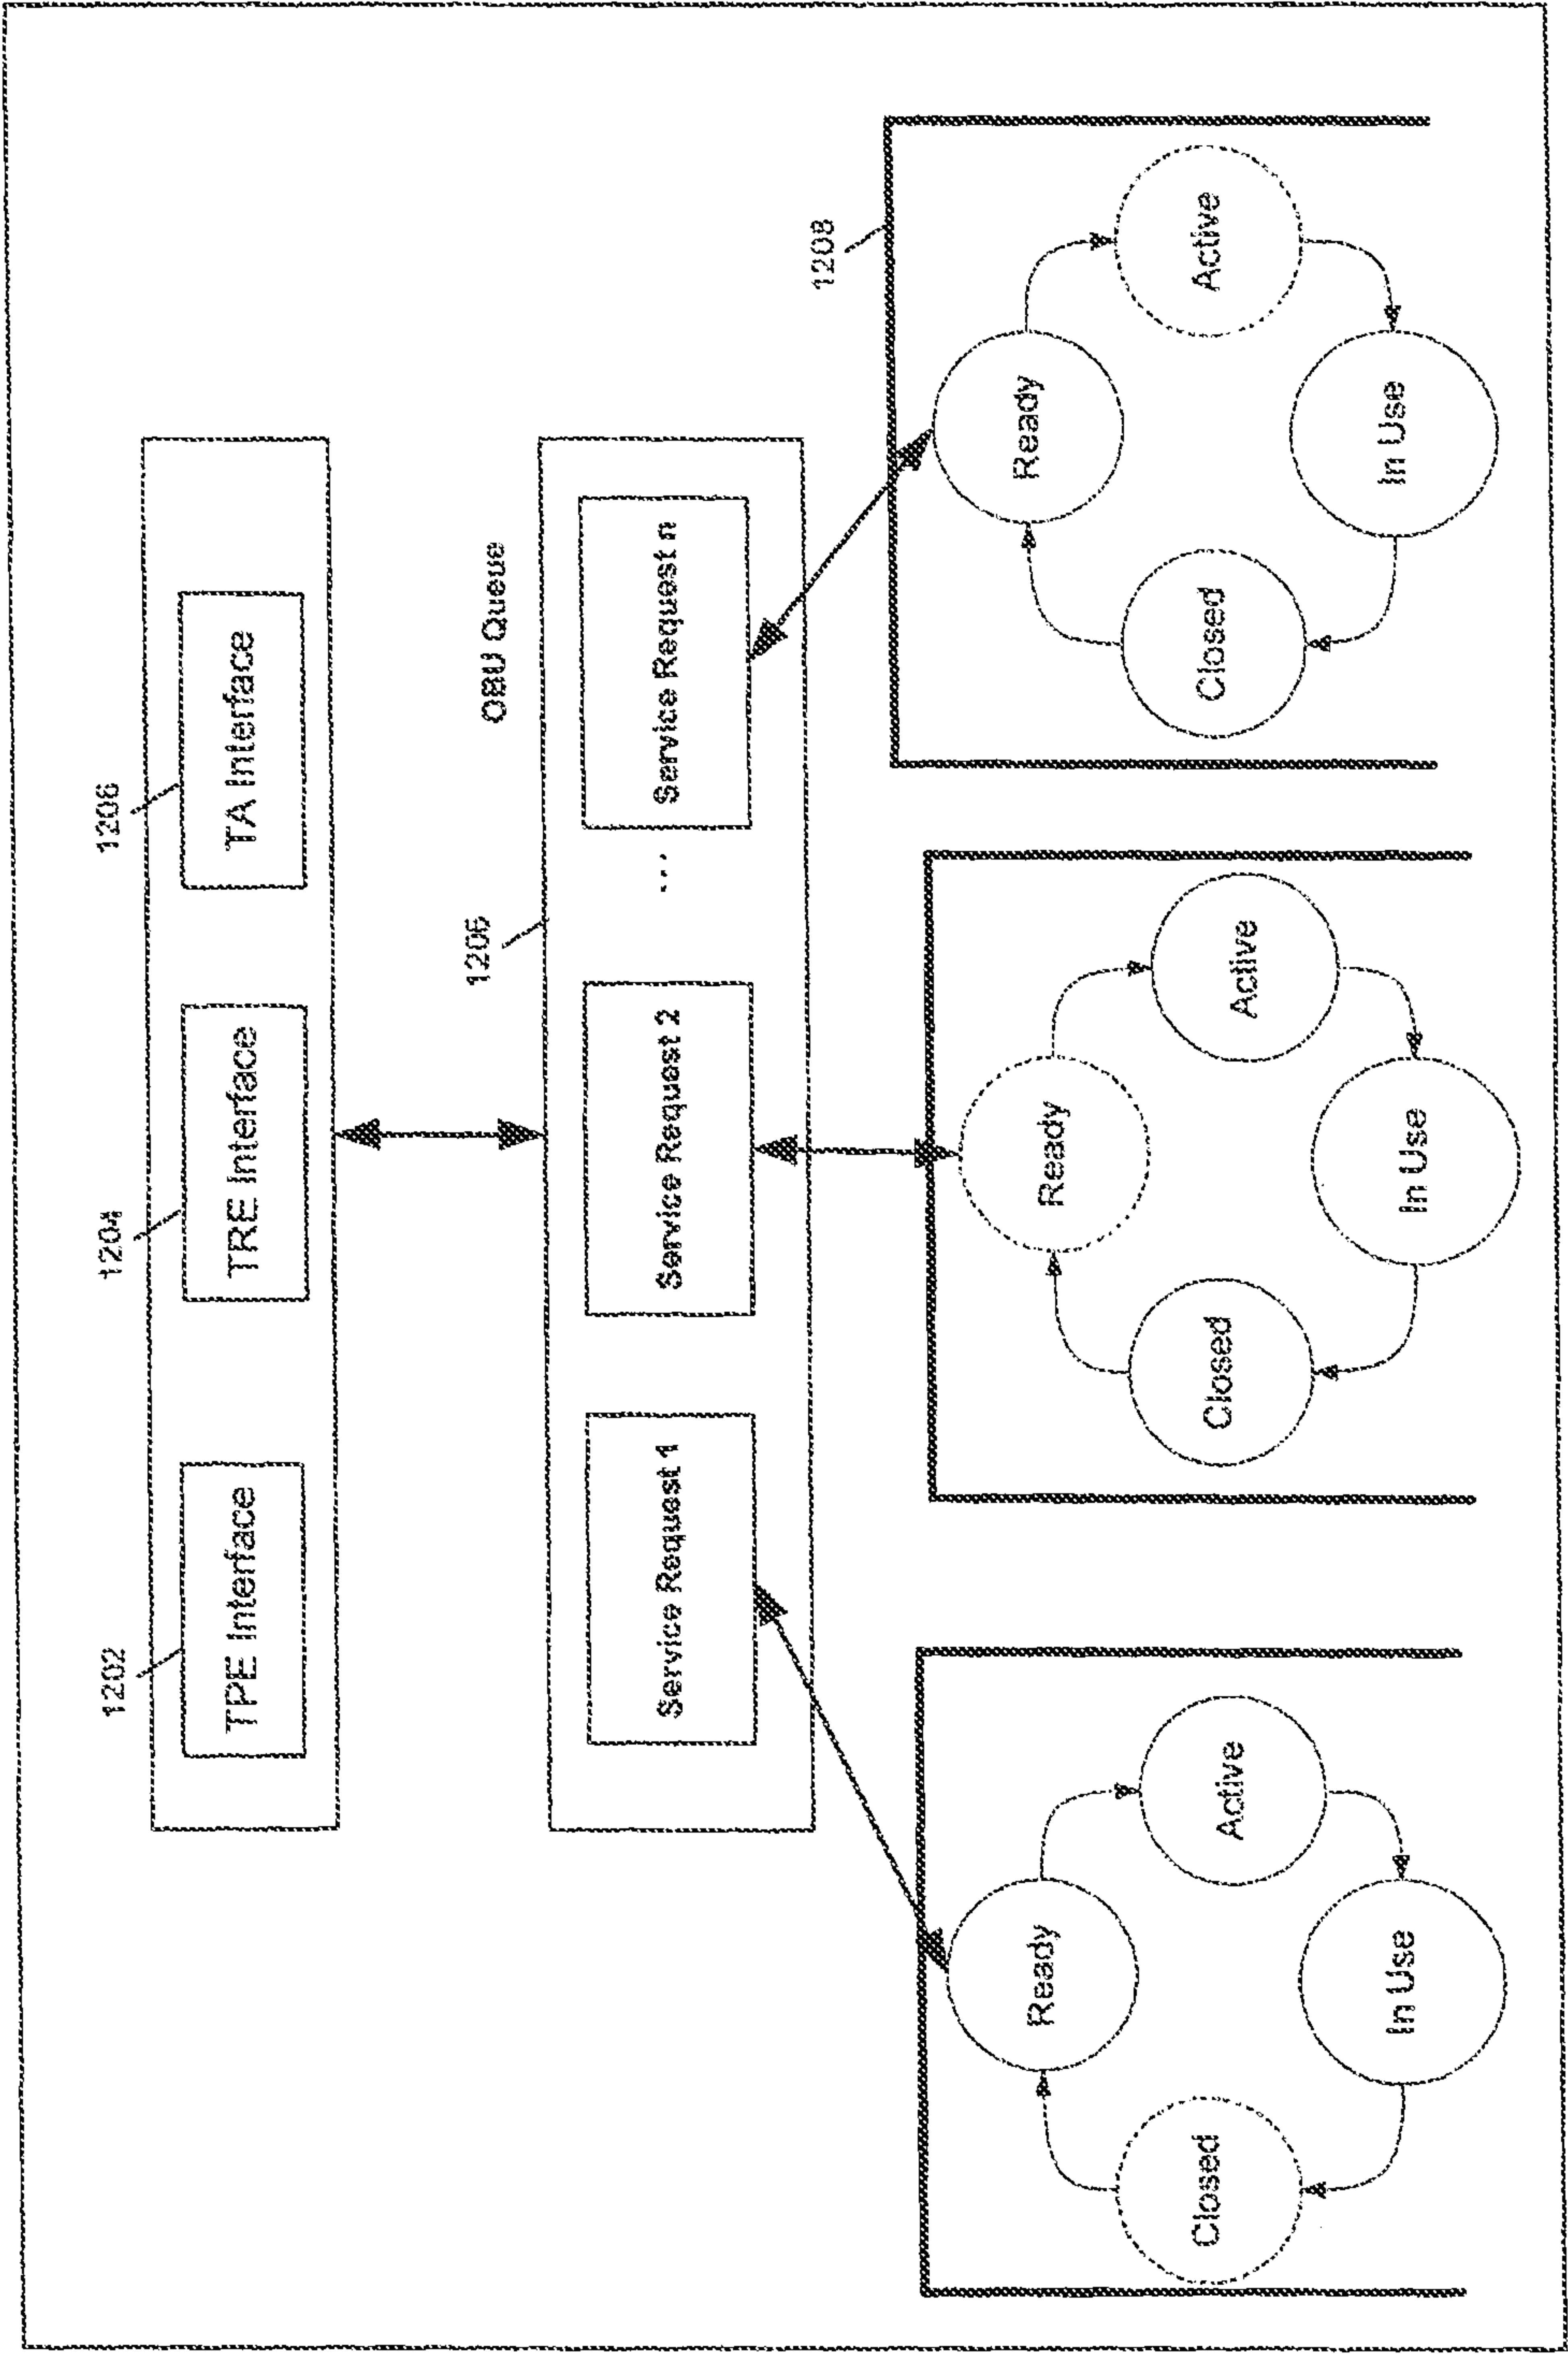 1202
1204
1206
TPE Interface
TRE Interface
TA Interface
1206
OBU Queue
Service Request 1
Service Request 2
...
Service Request n
1208
Ready
Active
In Use
Closed
Ready
Active
In Use
Closed
Ready
Active
In Use
Closed